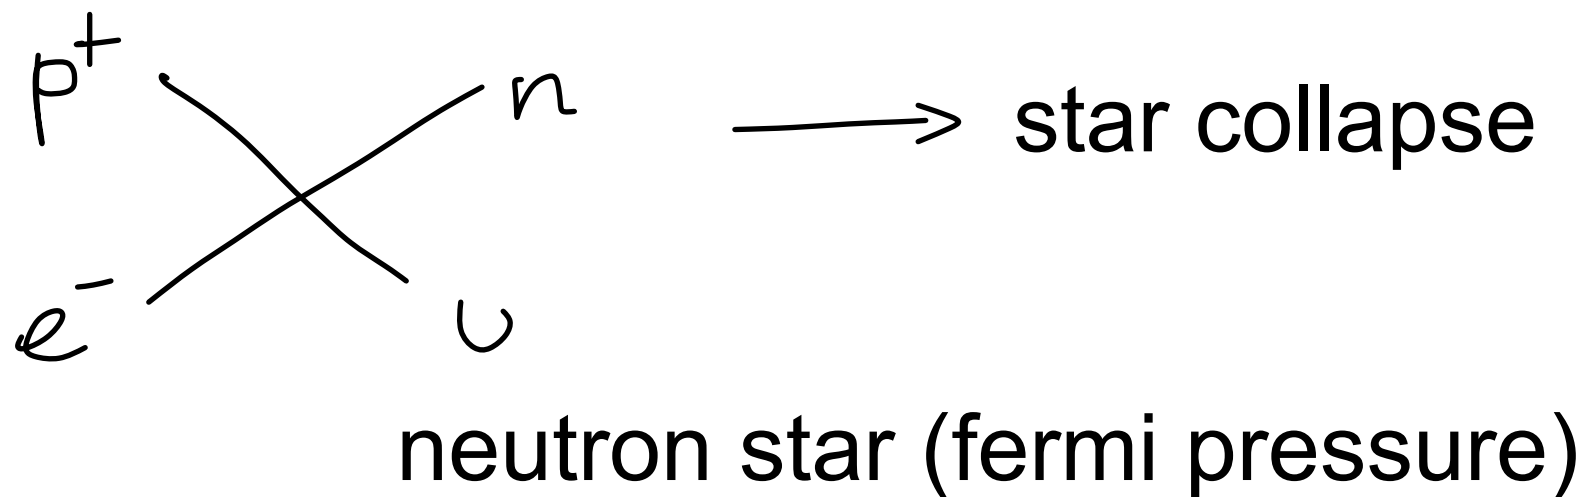 p⁺ n
star collapse
e⁻ υ
neutron star (fermi pressure)